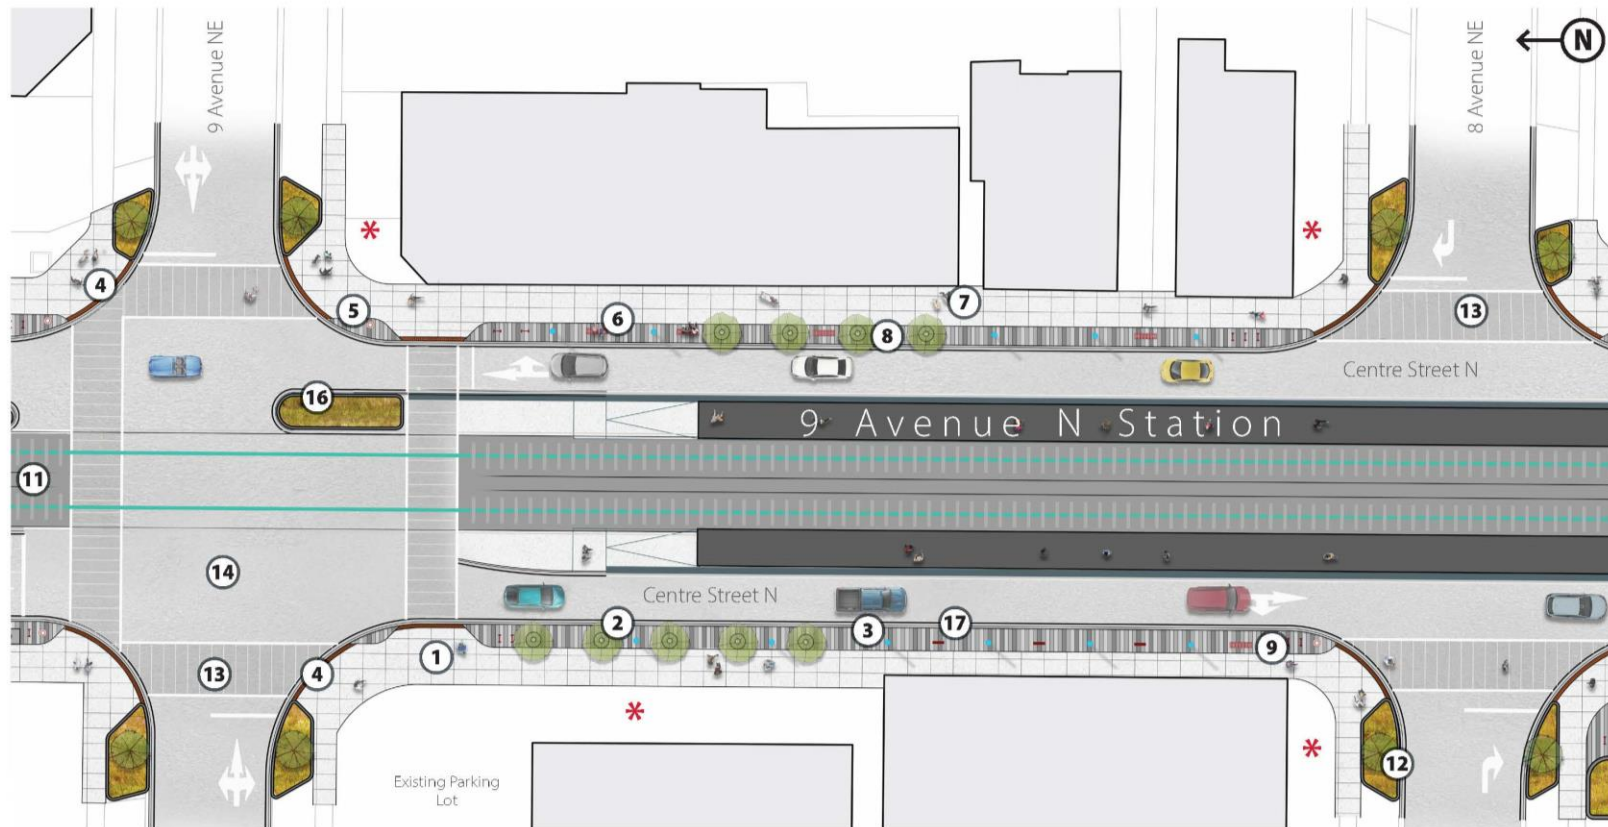 9 Avenue NE
8 Avenue NE
N
4
5
6
7
8
13
Centre Street N
16
9 Avenue N Station
11
14
Centre Street N
2
3
17
1
9
13
4
12
Existing Parking
Lot